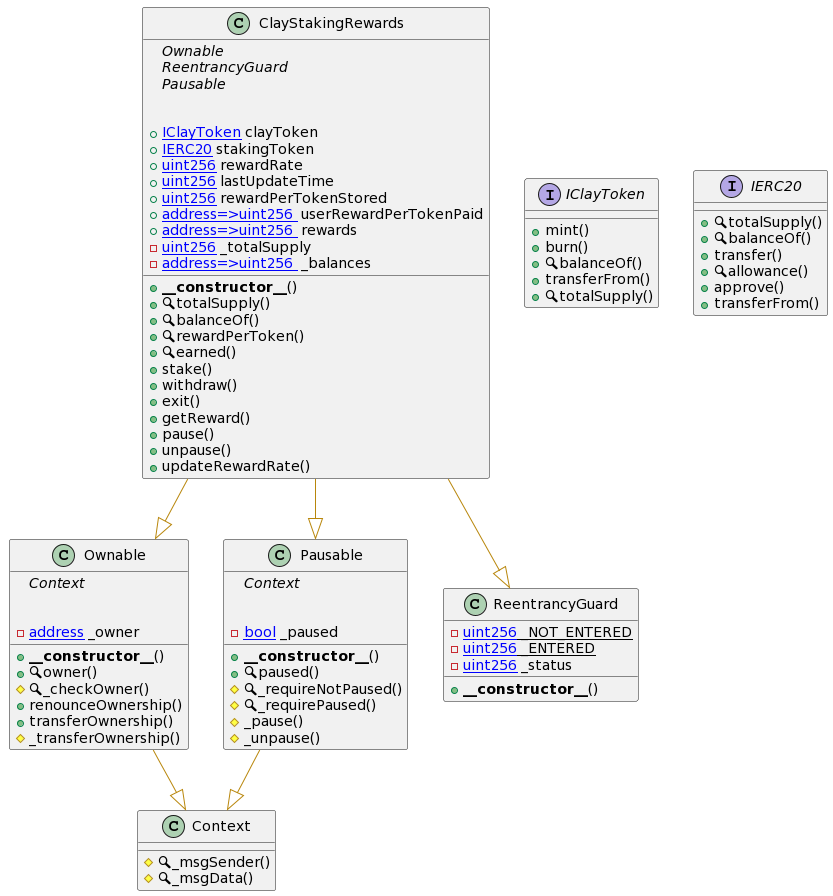 C ClayStakingRewards
Ownable
ReentrancyGuard
Pausable
IClayToken clayToken
IERC20 stakingToken
uint256 rewardRate
uint256 lastUpdateTime
uint256 rewardPerTokenStored
address=>uint256 userRewardPerTokenPaid
address=>uint256 rewards
uint256 _totalSupply
address=>uint256 _balances
__constructor__()
🔍totalSupply()
🔍balanceOf()
🔍rewardPerToken()
🔍earned()
stake()
withdraw()
exit()
getReward()
pause()
unpause()
updateRewardRate()
I IClayToken
mint()
burn()
🔍balanceOf()
transferFrom()
🔍totalSupply()
I IERC20
🔍totalSupply()
🔍balanceOf()
transfer()
🔍allowance()
approve()
transferFrom()
C Ownable
Context
address _owner
__constructor__()
🔍owner()
🔍_checkOwner()
renounceOwnership()
transferOwnership()
_transferOwnership()
C Pausable
Context
bool _paused
__constructor__()
🔍paused()
🔍_requireNotPaused()
🔍_requirePaused()
_pause()
_unpause()
C ReentrancyGuard
uint256 _NOT_ENTERED
uint256 _ENTERED
uint256 _status
__constructor__()
C Context
🔍_msgSender()
🔍_msgData()